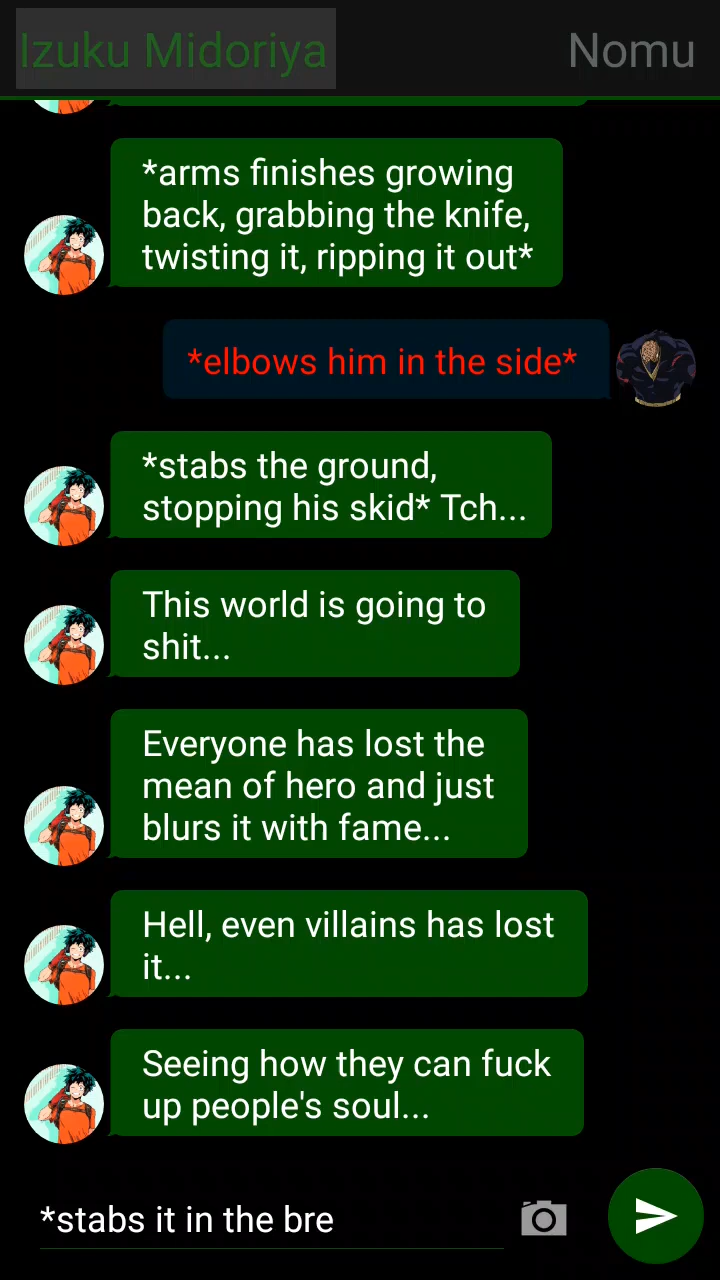 Izuku Midoriya
Nomu
*arms finishes growing
back, grabbing the knife,
twisting it, ripping it out*
*elbows him in the side*
*stabs the ground,
stopping his skid* Tch...
This world is going to
shit...
Everyone has lost the
mean of hero and just
blurs it with fame...
Hell, even villains has lost
it...
Seeing how they can fuck
up people's soul...
*stabs it in the bre